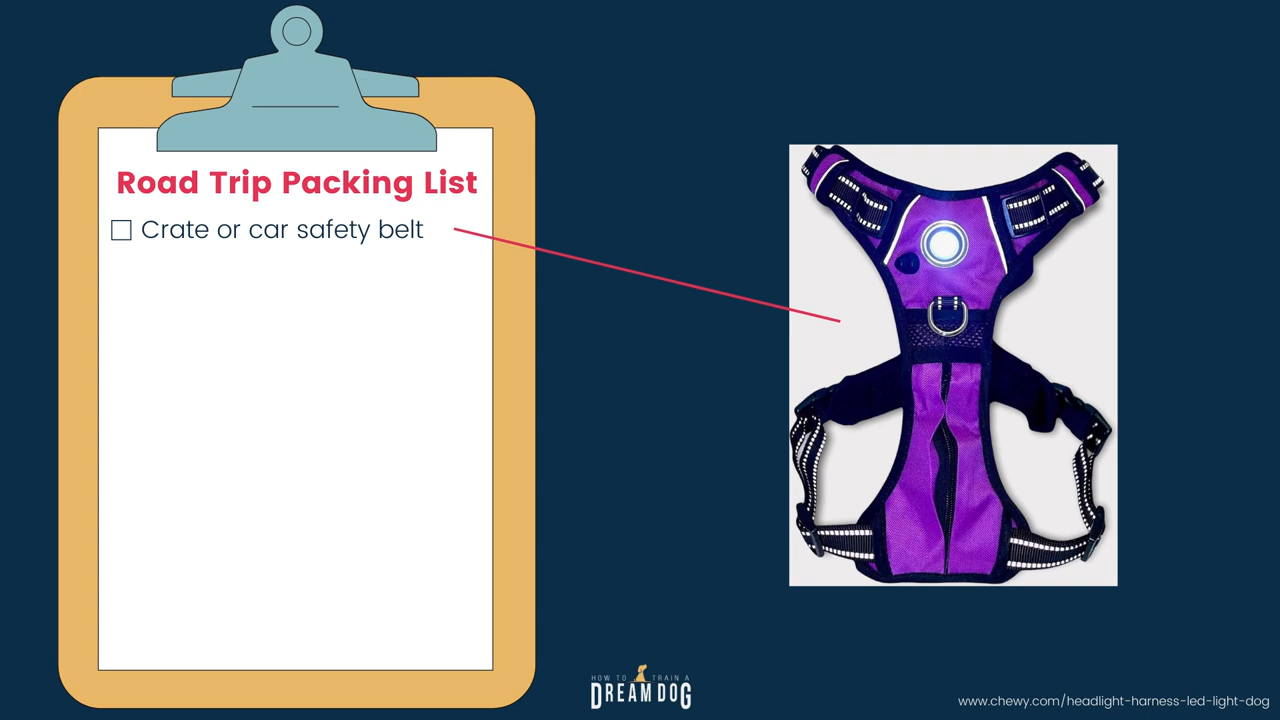 Road Trip Packing List
Crate or car safety belt
HOW TO TRAIN A
DREAM DOG
www.chewy.com/headlight-harness-led-light-dog